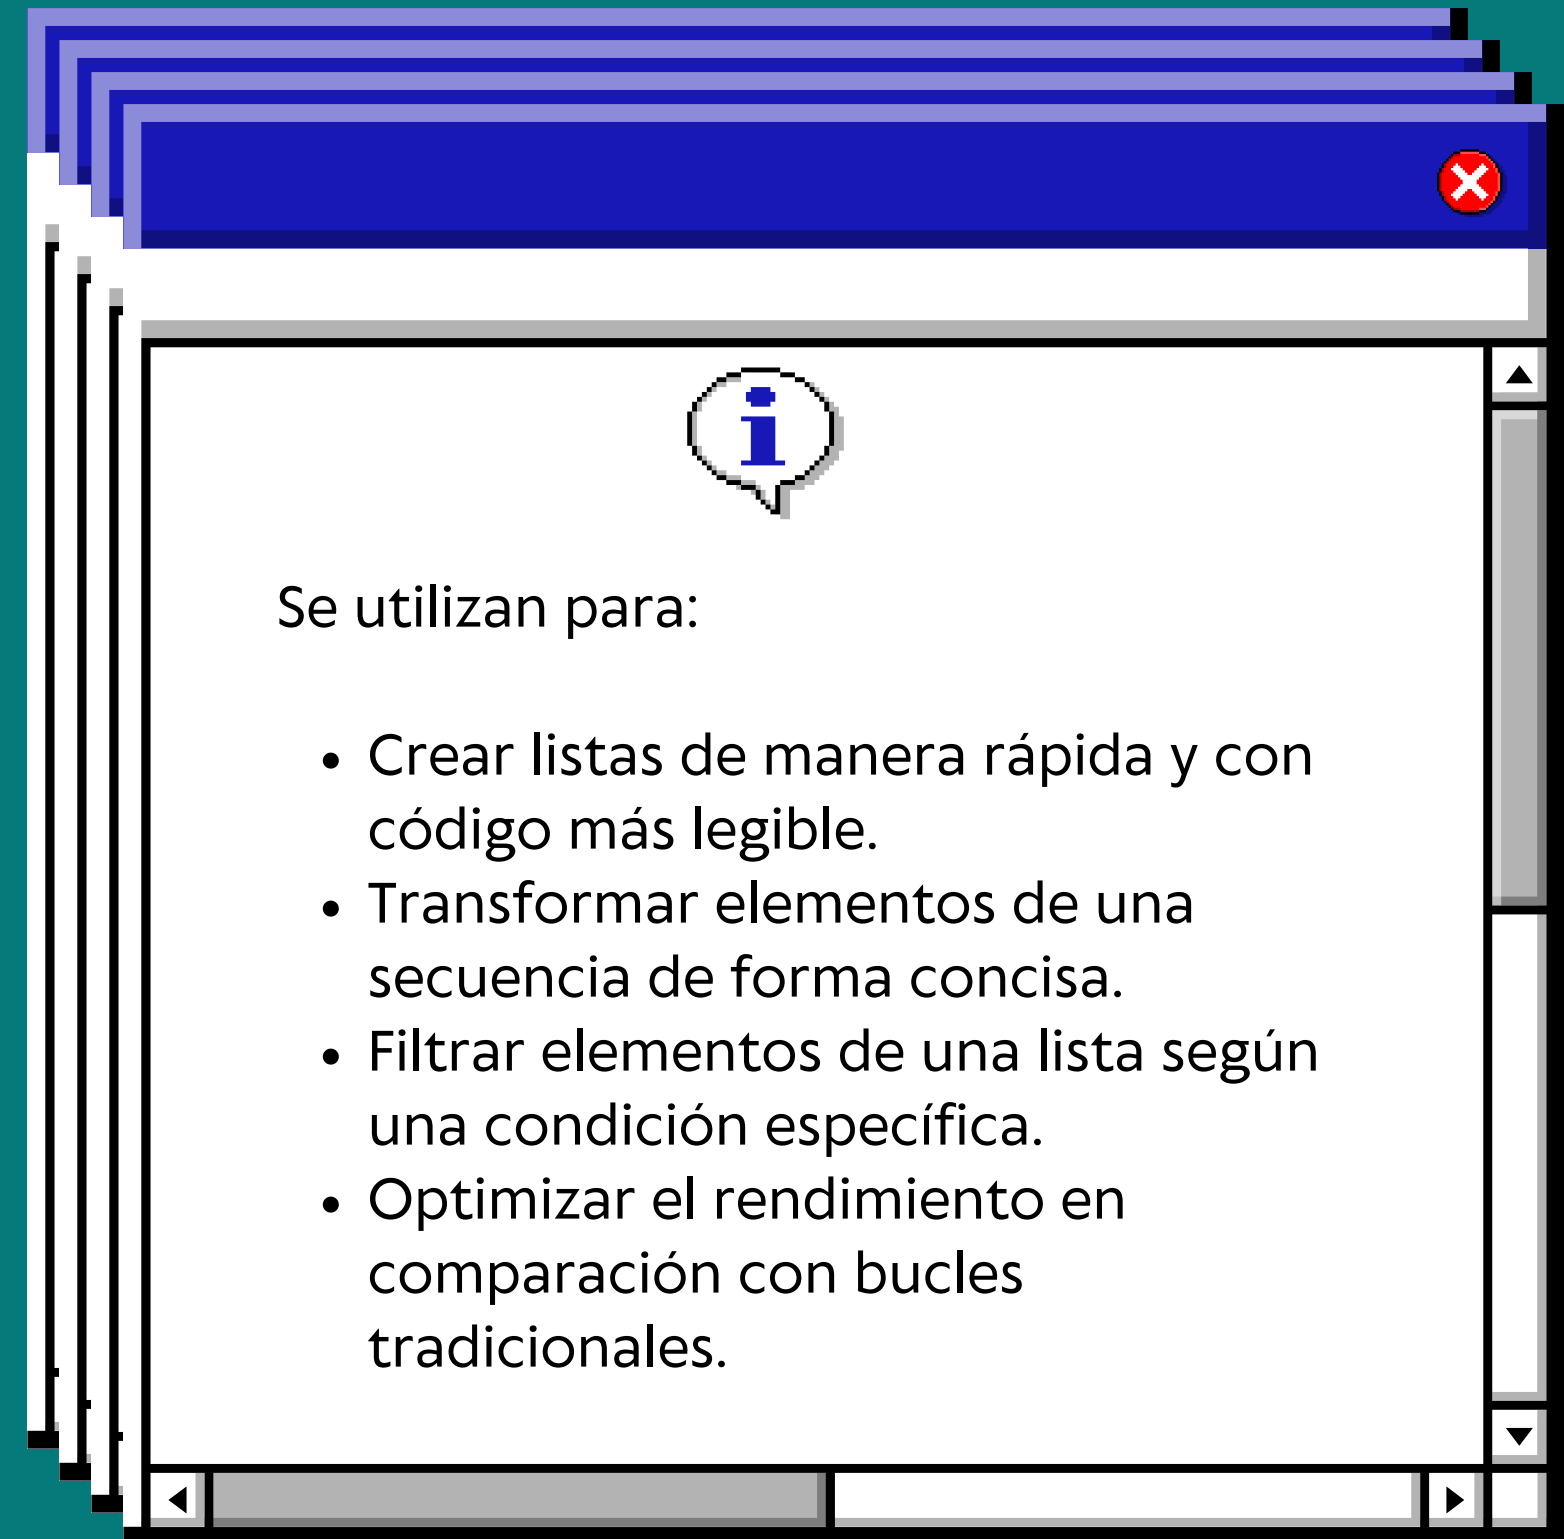 i
Se utilizan para:
• Crear listas de manera rápida y con
código más legible.
• Transformar elementos de una
secuencia de forma concisa.
• Filtrar elementos de una lista según
una condición específica.
• Optimizar el rendimiento en
comparación con bucles
tradicionales.